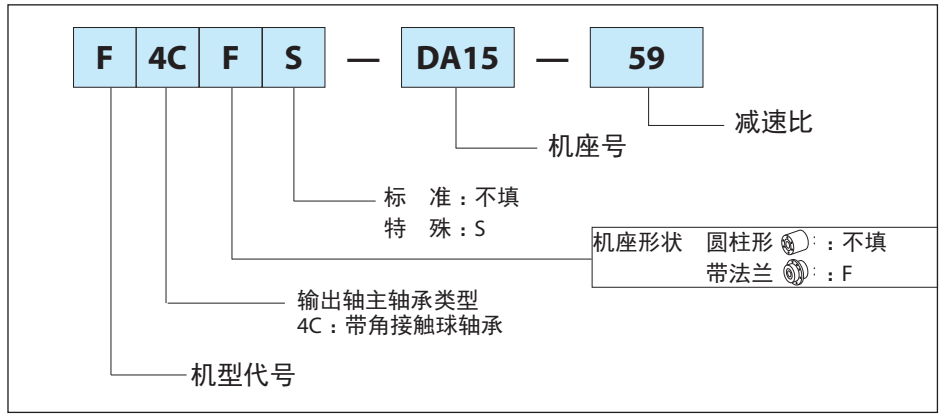 F 4C F S — DA15 — 59
减速比
机座号
标 准：不填
特 殊：S
机座形状 圆柱形 ：不填
带法兰 ：F
输出轴主轴承类型
4C：带角接触球轴承
机型代号